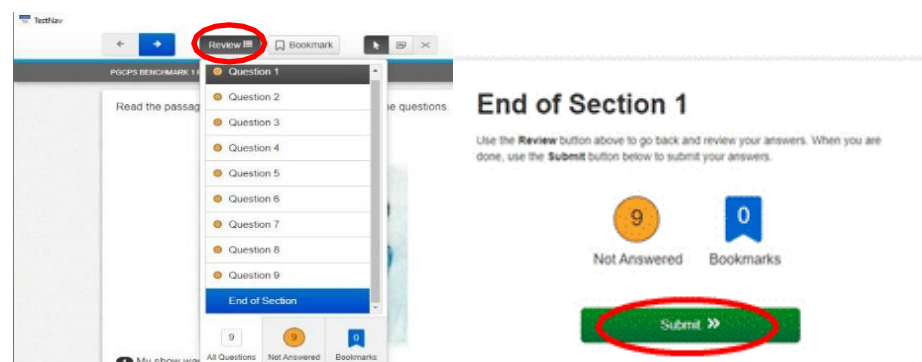 TestNav
Review
Bookmark
PGCPS BENCHMARK 1
Question 1
Read the passag
e questions.
Question 2
Question 3
Question 4
Question 5
Question 6
Question 7
Question 8
Question 9
End of Section
9
9
0
All Questions
Not Answered
Bookmarks
My show wa
End of Section 1
Use the Review button above to go back and review your answers. When you are
done, use the Submit button below to submit your answers.
9
0
Not Answered
Bookmarks
Submit